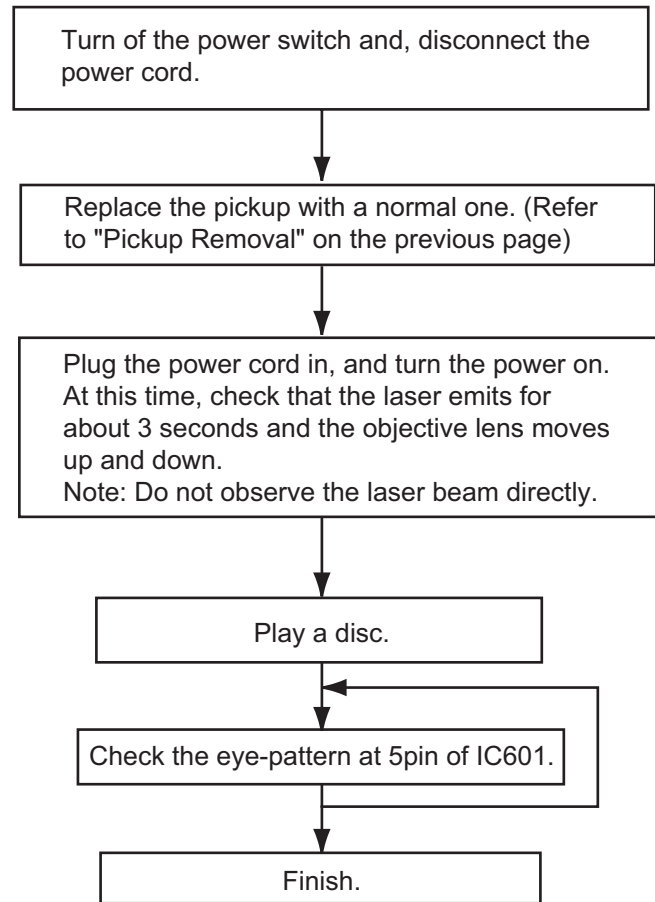 Turn of the power switch and, disconnect the
power cord.
Replace the pickup with a normal one. (Refer
to "Pickup Removal" on the previous page)
Plug the power cord in, and turn the power on.
At this time, check that the laser emits for
about 3 seconds and the objective lens moves
up and down.
Note: Do not observe the laser beam directly.
Play a disc.
Check the eye-pattern at 5pin of IC601.
Finish.